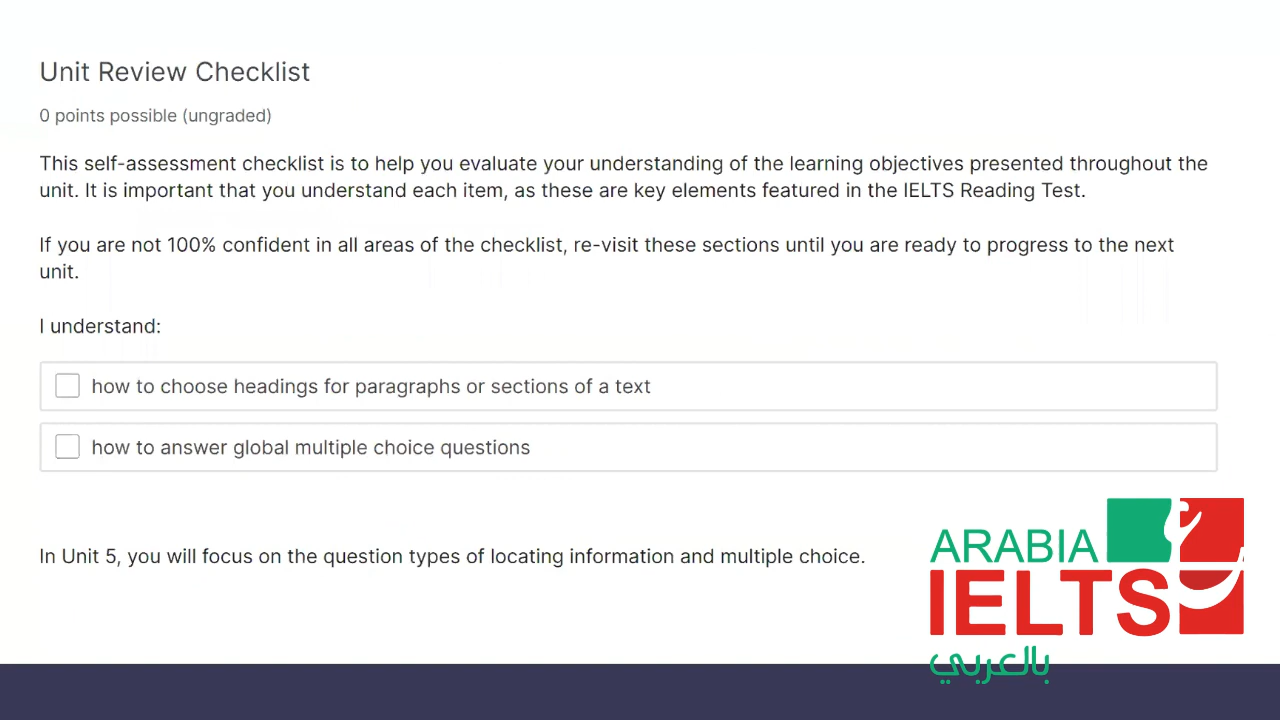 Unit Review Checklist
0 points possible (ungraded)
This self-assessment checklist is to help you evaluate your understanding of the learning objectives presented throughout the
unit. It is important that you understand each item, as these are key elements featured in the IELTS Reading Test.
If you are not 100% confident in all areas of the checklist, re-visit these sections until you are ready to progress to the next
unit.
I understand:
how to choose headings for paragraphs or sections of a text
how to answer global multiple choice questions
In Unit 5, you will focus on the question types of locating information and multiple choice.
ARABIA
IELTS
بالعربي